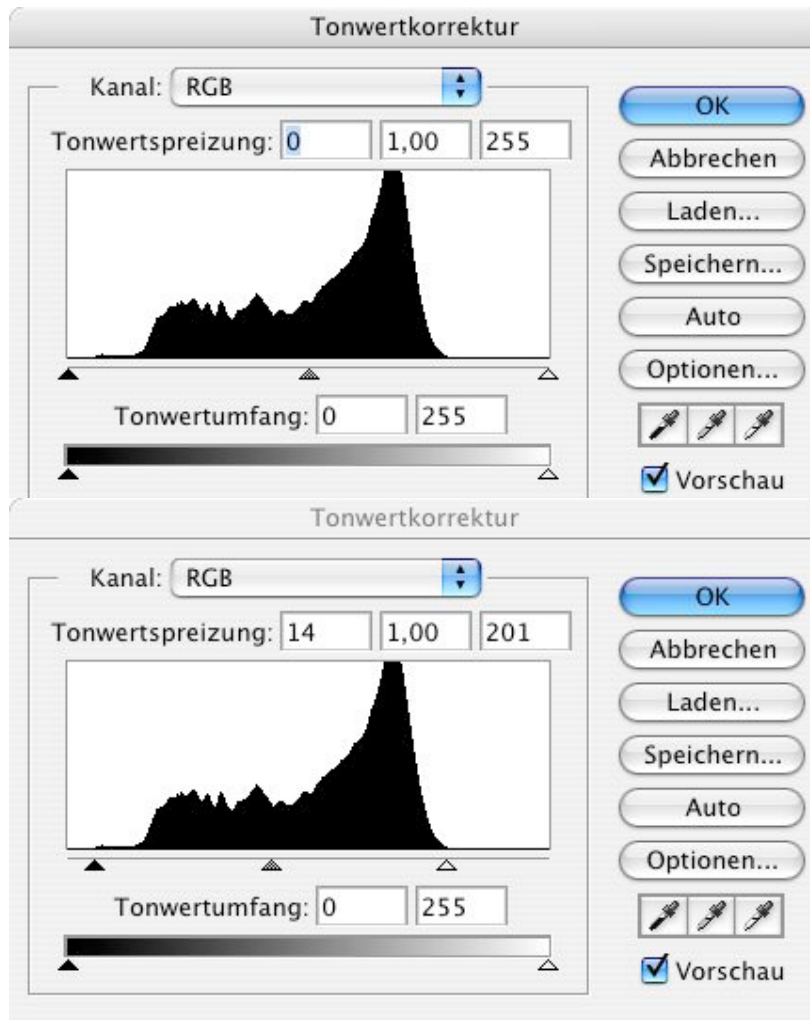 Tonwertkorrektur
Kanal: RGB
OK
Tonwertspreizung: 0 1,00 255
Abbrechen
Laden...
Speichern...
Auto
Optionen...
Tonwertumfang: 0 255
Vorschau
Tonwertkorrektur
Kanal: RGB
OK
Tonwertspreizung: 14 1,00 201
Abbrechen
Laden...
Speichern...
Auto
Optionen...
Tonwertumfang: 0 255
Vorschau